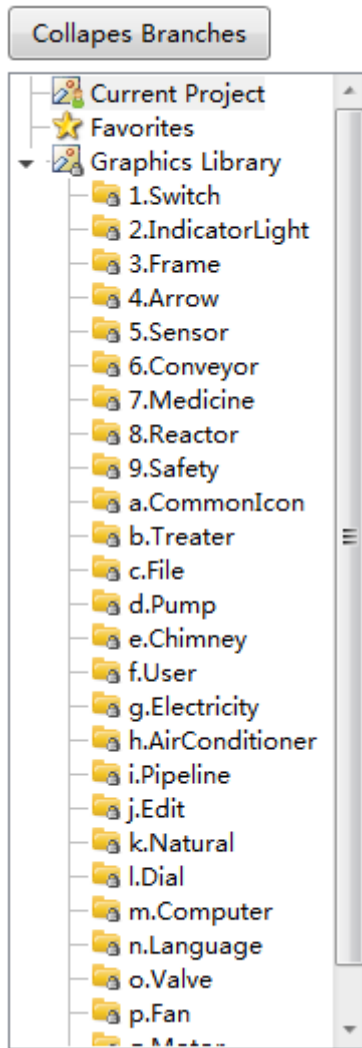 Collapes Branches
Current Project
Favorites
Graphics Library
1.Switch
2.IndicatorLight
3.Frame
4.Arrow
5.Sensor
6.Conveyor
7.Medicine
8.Reactor
9.Safety
a.CommonIcon
b.Treater
c.File
d.Pump
e.Chimney
f.User
g.Electricity
h.AirConditioner
i.Pipeline
j.Edit
k.Natural
l.Dial
m.Computer
n.Language
o.Valve
p.Fan